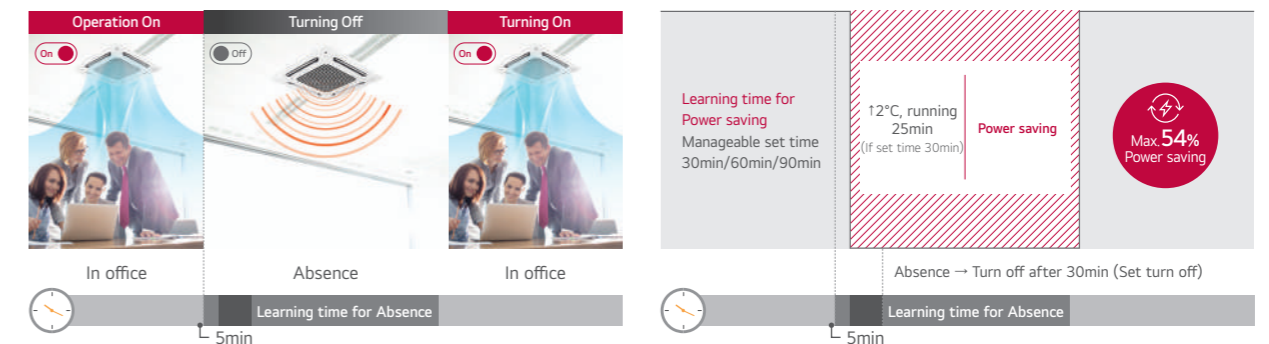 Operation On
Turning Off
Turning On
On
Off
On
In office
Absence
In office
Learning time for Absence
5min
Learning time for
Power saving
Manageable set time
30min/60min/90min
↑2°C, running
25min
(If set time 30min)
Power saving
Max.54%
Power saving
Absence → Turn off after 30min (Set turn off)
Learning time for Absence
5min